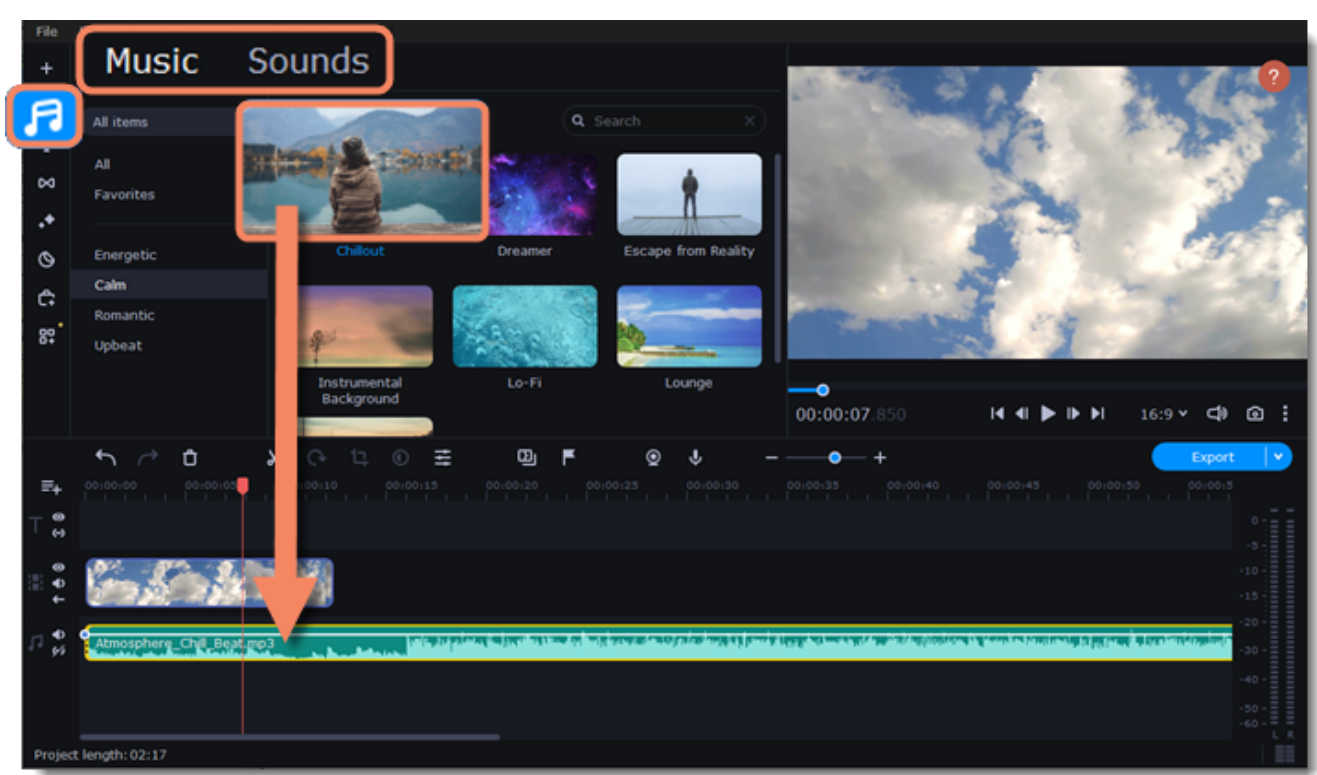 File
Music Sounds
?
All items
Search
All
Favorites
Chillout
Dreamer
Escape from Reality
Energetic
Calm
Romantic
Upbeat
Instrumental
Background
Lo-Fi
Lounge
00:00:07.850
16:9
Export
00:00:00
00:00:10
00:00:15
00:00:20
00:00:25
00:00:30
00:00:35
00:00:40
00:00:45
00:00:50
T
0
-5
-10
-15
-20
-30
-40
-50
-60
L R
Atmosphere_Chill_Beat.mp3
Project length: 02:17